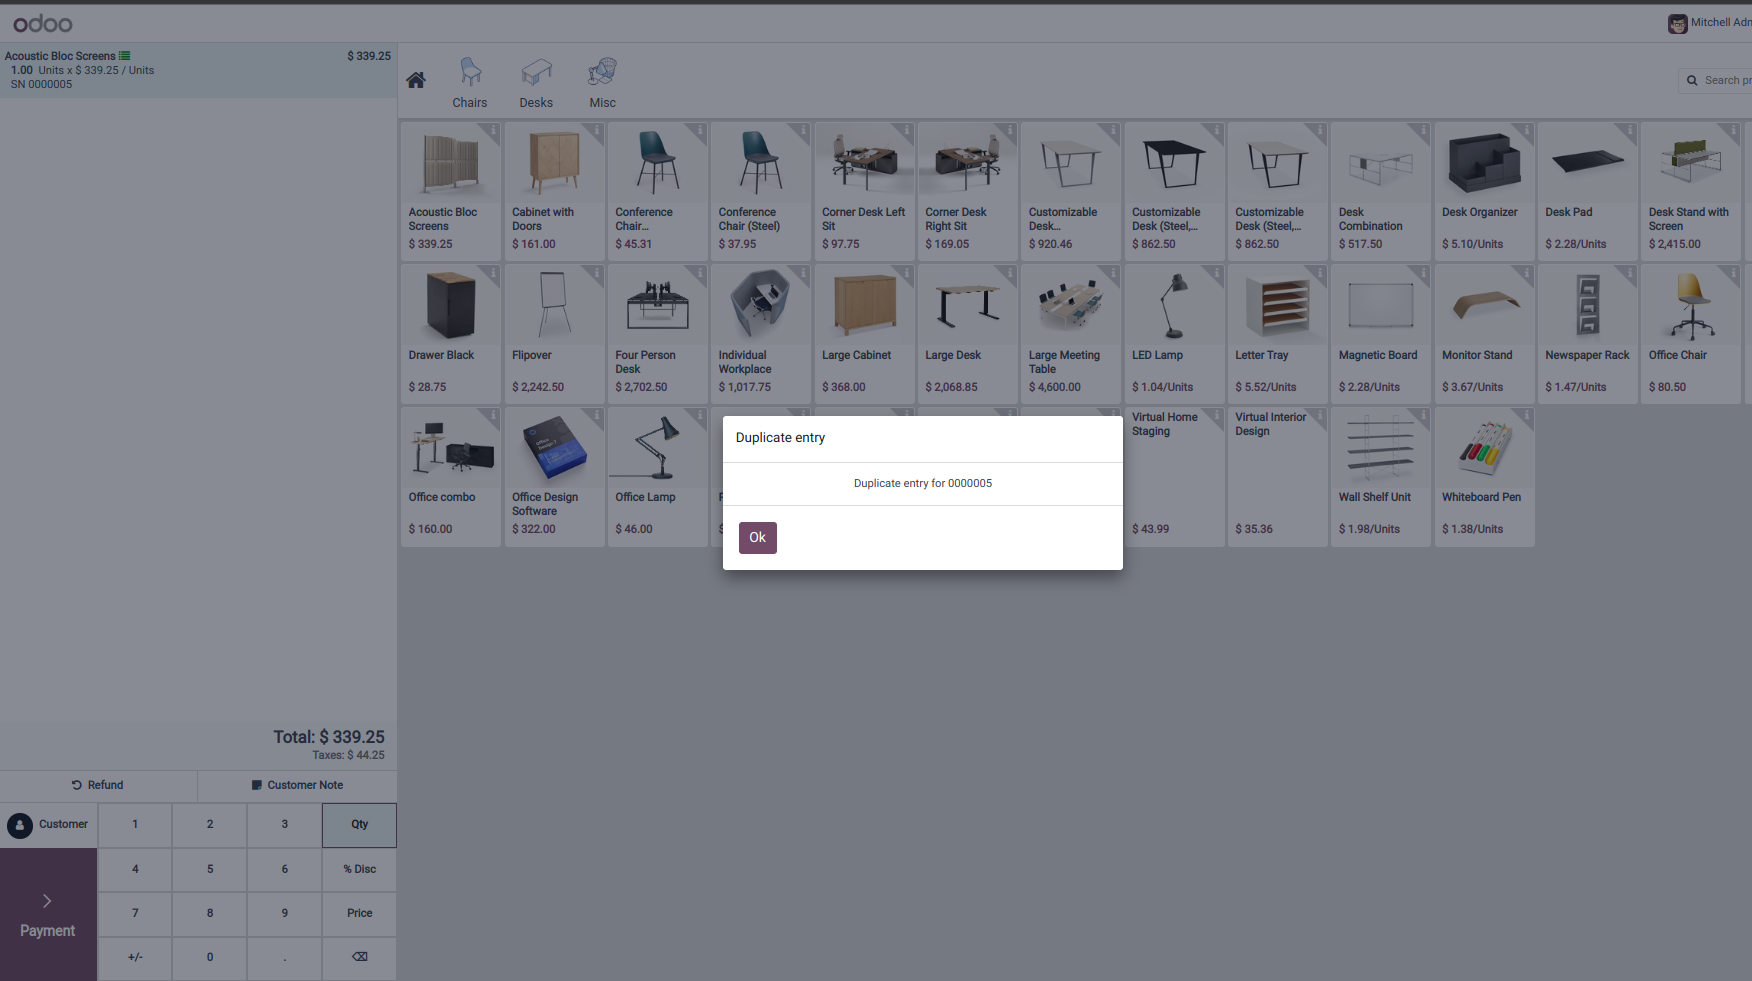 odoo
Mitchell Adm
Acoustic Bloc Screens
$ 339.25
1.00 Units x $ 339.25 / Units
SN 0000005
Chairs
Desks
Misc
Search pr
Acoustic Bloc
Screens
$ 339.25
Cabinet with
Doors
$ 161.00
Conference
Chair...
$ 45.31
Conference
Chair (Steel)
$ 37.95
Corner Desk Left
Sit
$ 97.75
Corner Desk
Right Sit
$ 169.05
Customizable
Desk...
$ 920.46
Customizable
Desk (Steel,...
$ 862.50
Customizable
Desk (Steel,...
$ 862.50
Desk
Combination
$ 517.50
Desk Organizer
$ 5.10/Units
Desk Pad
$ 2.28/Units
Desk Stand with
Screen
$ 2,415.00
Drawer Black
$ 28.75
Flipover
$ 2,242.50
Four Person
Desk
$ 2,702.50
Individual
Workplace
$ 1,017.75
Large Cabinet
$ 368.00
Large Desk
$ 2,068.85
Large Meeting
Table
$ 4,600.00
LED Lamp
$ 1.04/Units
Letter Tray
$ 5.52/Units
Magnetic Board
$ 2.28/Units
Monitor Stand
$ 3.67/Units
Newspaper Rack
$ 1.47/Units
Office Chair
$ 80.50
Office combo
$ 160.00
Office Design
Software
$ 322.00
Office Lamp
$ 46.00
Virtual Home
Staging
$ 43.99
Virtual Interior
Design
$ 35.36
Wall Shelf Unit
$ 1.98/Units
Whiteboard Pen
$ 1.38/Units
Duplicate entry
Duplicate entry for 0000005
Ok
Total: $ 339.25
Taxes: $ 44.25
Refund
Customer Note
Customer
1 2 3 Qty
4 5 6 % Disc
7 8 9 Price
+/- 0 .
Payment